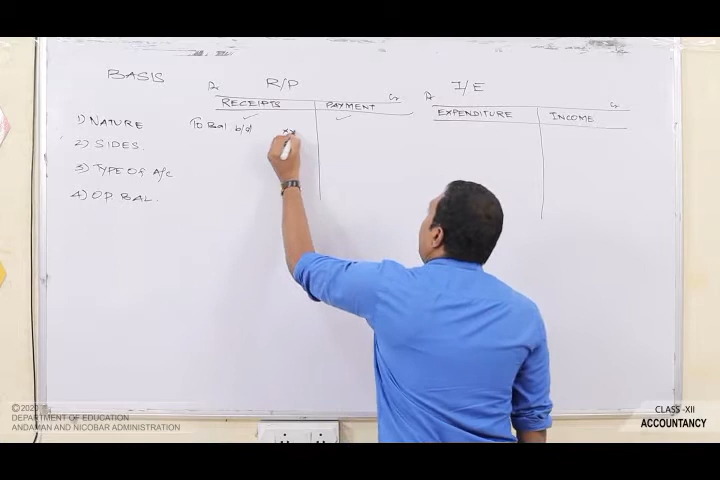 BASIS
R/P
I/E
Dr
Cr
Dr
Cr
RECEIPTS
PAYMENT
EXPENDITURE
INCOME
1) NATURE
To Bal b/d xx
2) SIDES.
3) TYPE OF A/C
4) OP BAL.
©2020
DEPARTMENT OF EDUCATION
ANDAMAN AND NICOBAR ADMINISTRATION
CLASS -XII
ACCOUNTANCY